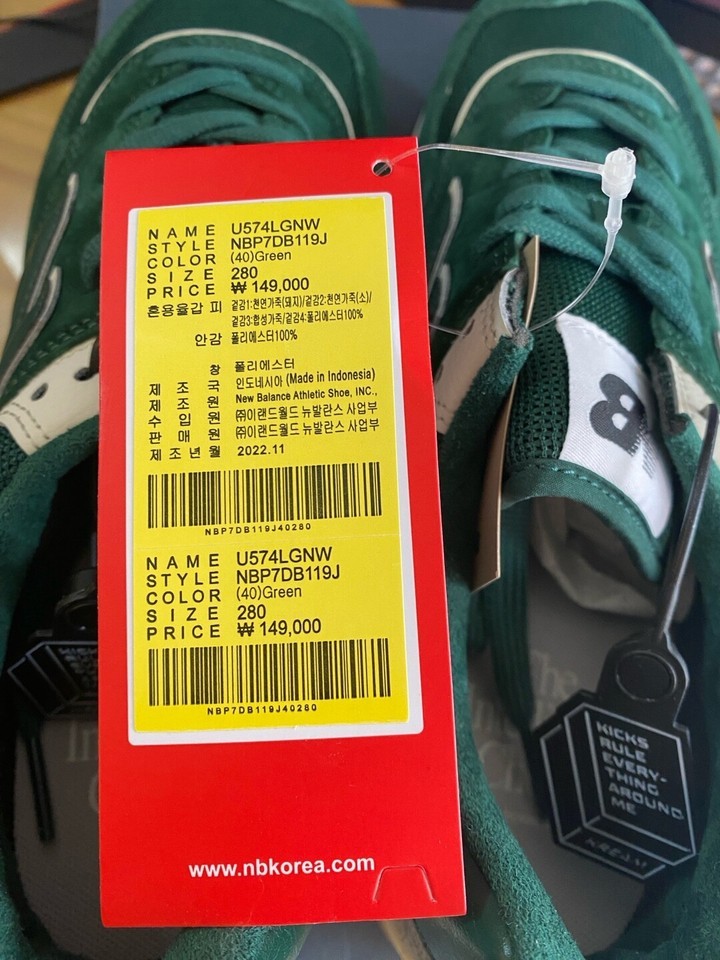 NAME U574LGNW
STYLE NBP7DB119J
COLOR (40)Green
SIZE 280
PRICE ₩ 149,000
혼용율갑 피 겉감1:천연가죽(돼지)/겉감2:천연가죽(소)/
겉감3:합성가죽/겉감4:폴리에스터100%
안감 폴리에스터100%
창 폴리에스터
제 조 국 인도네시아 (Made in Indonesia)
제 조 원 New Balance Athletic Shoe, INC.,
수 입 원 ㈜이랜드월드 뉴발란스 사업부
판 매 원 ㈜이랜드월드 뉴발란스 사업부
제 조 년 월 2022.11
NBP7DB119J40280
NAME U574LGNW
STYLE NBP7DB119J
COLOR (40)Green
SIZE 280
PRICE ₩ 149,000
NBP7DB119J40280
www.nbkorea.com
B
KICKS
RULE
EVERY-
THING
AROUND
ME
KREAM